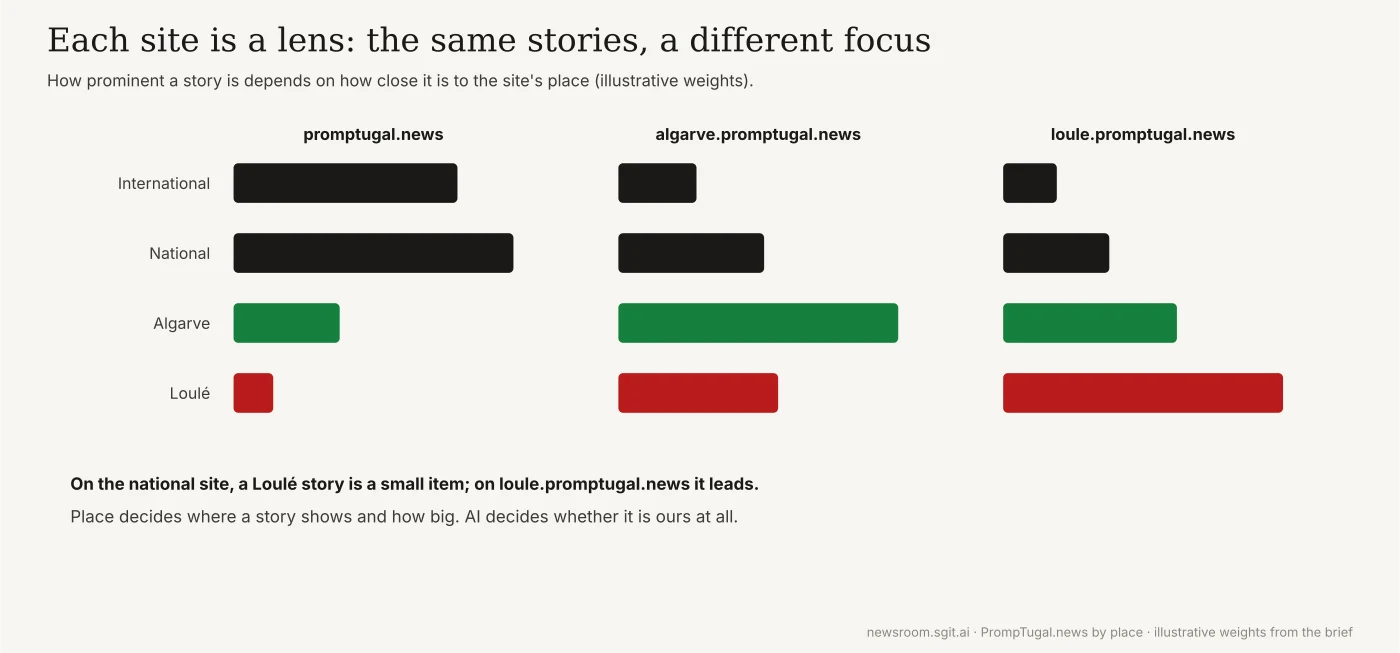 Each site is a lens: the same stories, a different focus
How prominent a story is depends on how close it is to the site's place (illustrative weights).
promptugal.news
algarve.promptugal.news
loule.promptugal.news
International
National
Algarve
Loulé
On the national site, a Loulé story is a small item; on loule.promptugal.news it leads.
Place decides where a story shows and how big. AI decides whether it is ours at all.
newsroom.sgit.ai · PrompTugal.news by place · illustrative weights from the brief